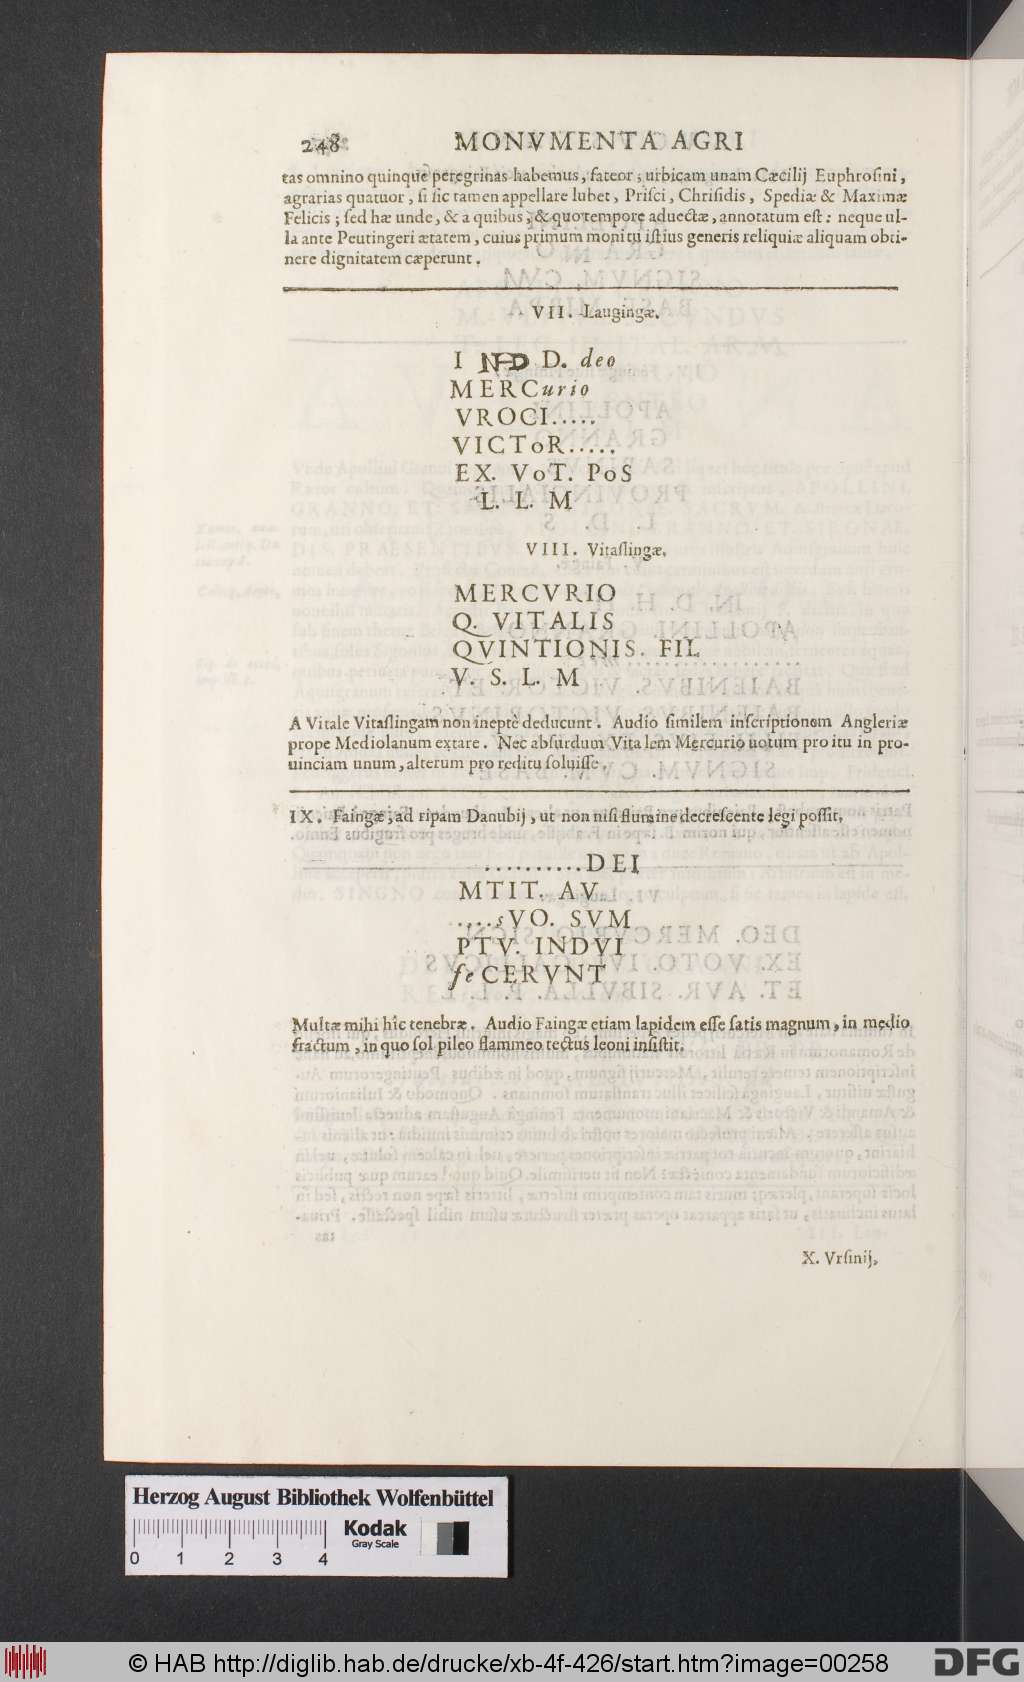 248 MONVMENTA AGRI
tas omnino quinque peregrinas habemus, fateor; urbicam unam Cæcilij Euphroſini,
agrarias quatuor, ſi ſic tamen appellare lubet, Priſci, Chriſidis, Spediæ & Maximæ
Felicis; ſed hæ unde, & a quibus, & quo tempore aduectæ, annotatum eſt: neque ul-
la ante Peutingeri ætatem, cuius primum monitu iſtius generis reliquiæ aliquam obti-
nere dignitatem cæperunt.
VII. Laugingæ.
I D. deo
MERCurio
VROCI.....
VICToR.....
EX. VoT. PoS
L. L. M
VIII. Vitaſlingæ.
MERCVRIO
Q. VITALIS
QVINTIONIS. FIL
V. S. L. M
A Vitale Vitaſlingam non ineptè deducunt. Audio ſimilem inſcriptionem Angleriæ
prope Mediolanum extare. Nec abſurdum Vitalem Mercurio uotum pro itu in pro-
uinciam unum, alterum pro reditu ſoluiſſe.
IX. Faingæ; ad ripam Danubij, ut non niſi flumine decreſcente legi poſſit.
..........DEI
MTIT. AV
.....sVO. SVM
PTV. INDVI
feCERVNT
Multæ mihi hîc tenebræ. Audio Faingæ etiam lapidem eſſe ſatis magnum, in medio
fractum, in quo ſol pileo flammeo tectus leoni inſiſtit.
X. Vrſinij,
Herzog August Bibliothek Wolfenbüttel
Kodak
Gray Scale
0 1 2 3 4
© HAB http://diglib.hab.de/drucke/xb-4f-426/start.htm?image=00258
DFG